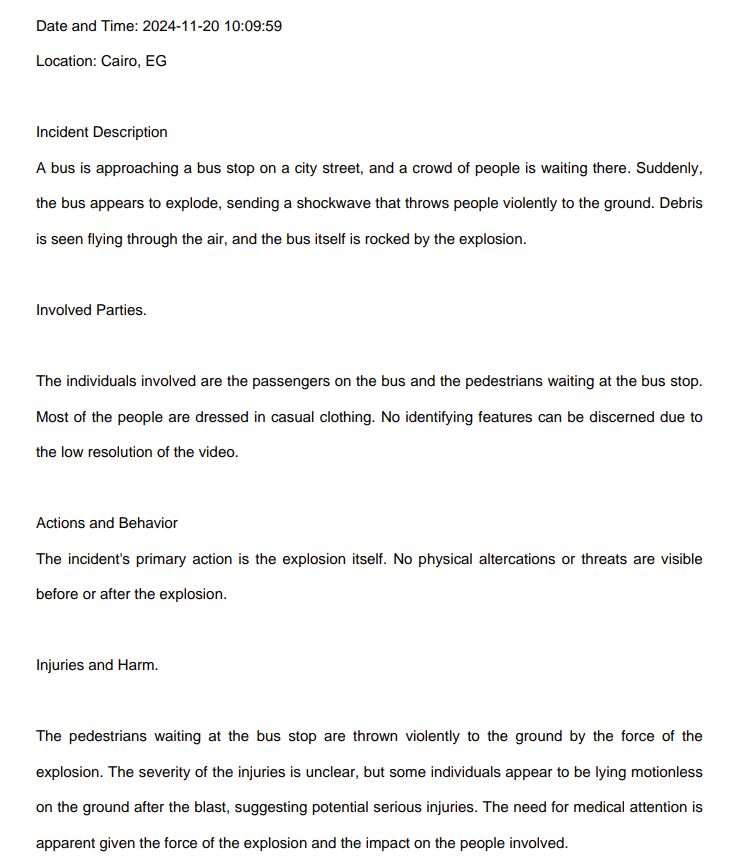 Date and Time: 2024-11-20 10:09:59
Location: Cairo, EG
Incident Description
A bus is approaching a bus stop on a city street, and a crowd of people is waiting there. Suddenly,
the bus appears to explode, sending a shockwave that throws people violently to the ground. Debris
is seen flying through the air, and the bus itself is rocked by the explosion.
Involved Parties.
The individuals involved are the passengers on the bus and the pedestrians waiting at the bus stop.
Most of the people are dressed in casual clothing. No identifying features can be discerned due to
the low resolution of the video.
Actions and Behavior
The incident's primary action is the explosion itself. No physical altercations or threats are visible
before or after the explosion.
Injuries and Harm.
The pedestrians waiting at the bus stop are thrown violently to the ground by the force of the
explosion. The severity of the injuries is unclear, but some individuals appear to be lying motionless
on the ground after the blast, suggesting potential serious injuries. The need for medical attention is
apparent given the force of the explosion and the impact on the people involved.